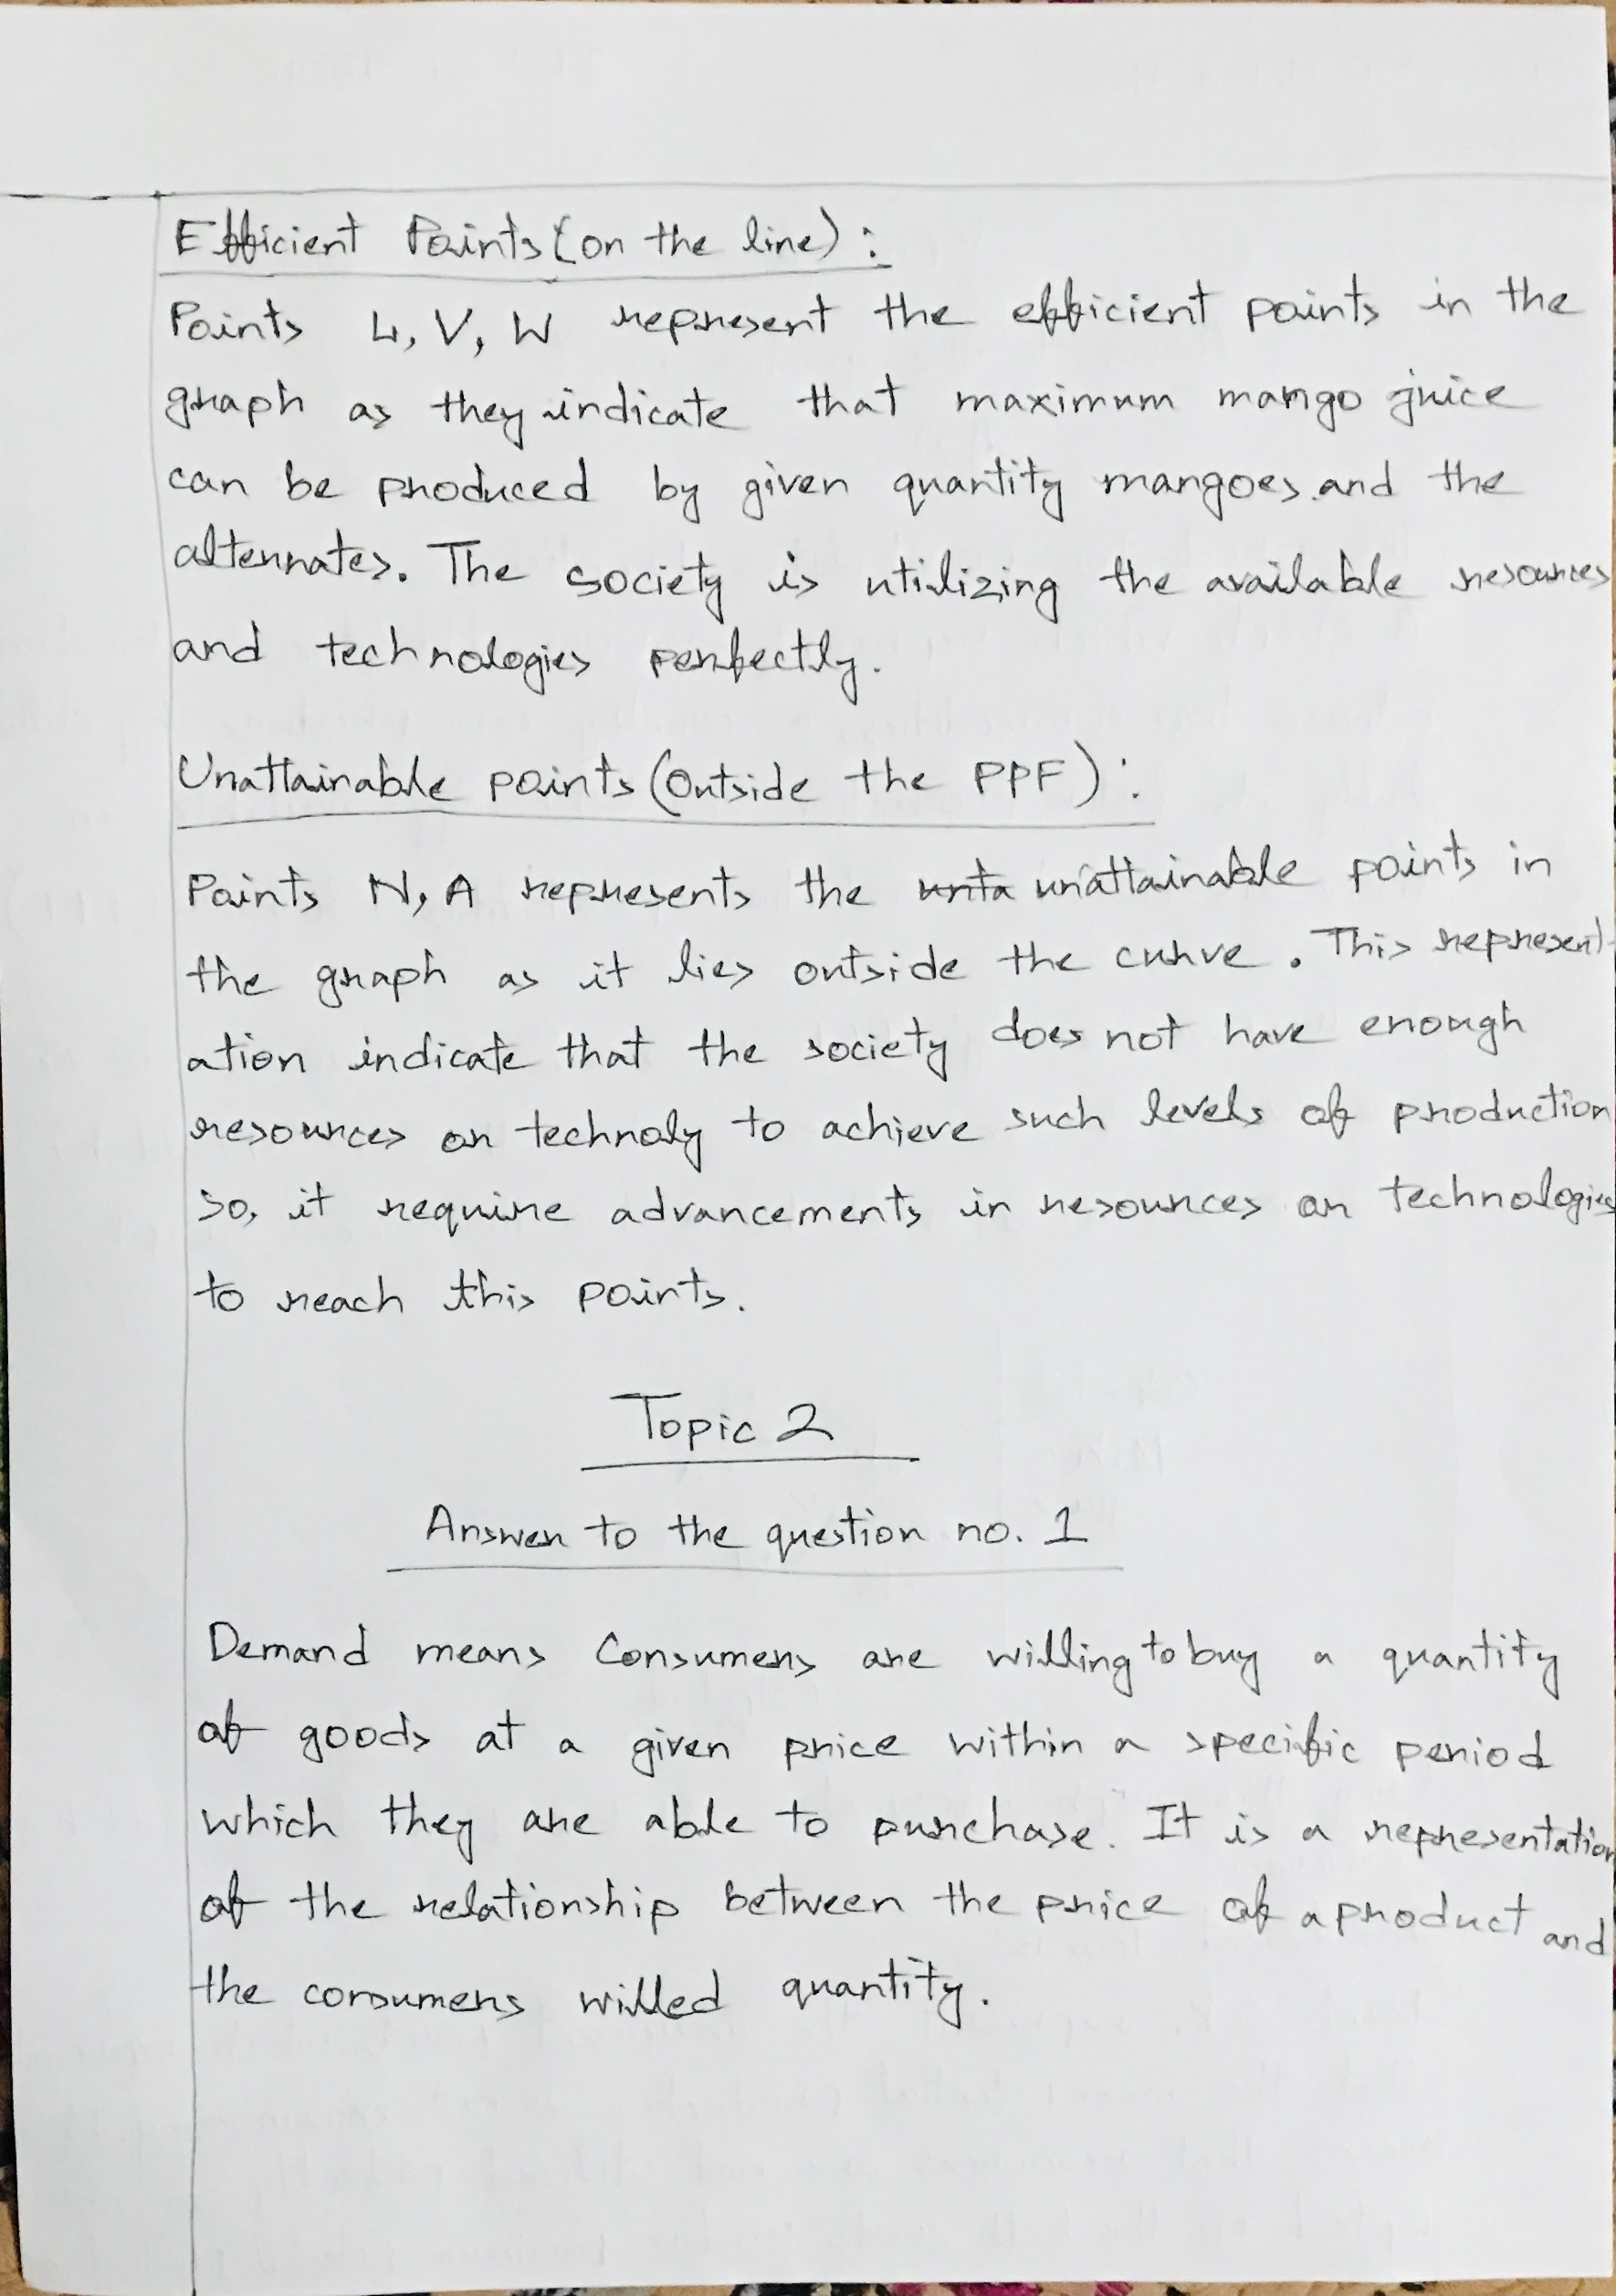 Efficient Points (on the line) :
Points U, V, W represent the efficient points in the
graph as they indicate that maximum mango juice
can be produced by given quantity mangoes and the
alternates. The society is utilizing the available resources
and technologies perfectly.
Unattainable points (Outside the PPF) :
Points N, A represents the unta unattainable points in
the graph as it lies outside the curve. This represent-
ation indicate that the society does not have enough
resources or technoly to achieve such levels of production
so, it require advancements in resources or technologies
to reach this points.
Topic 2
Answer to the question no. 1
Demand means Consumers are willing to buy a quantity
of goods at a given price within a specific period
which they are able to purchase. It is a representation
of the relationship between the price of a product and
the consumers willed quantity.